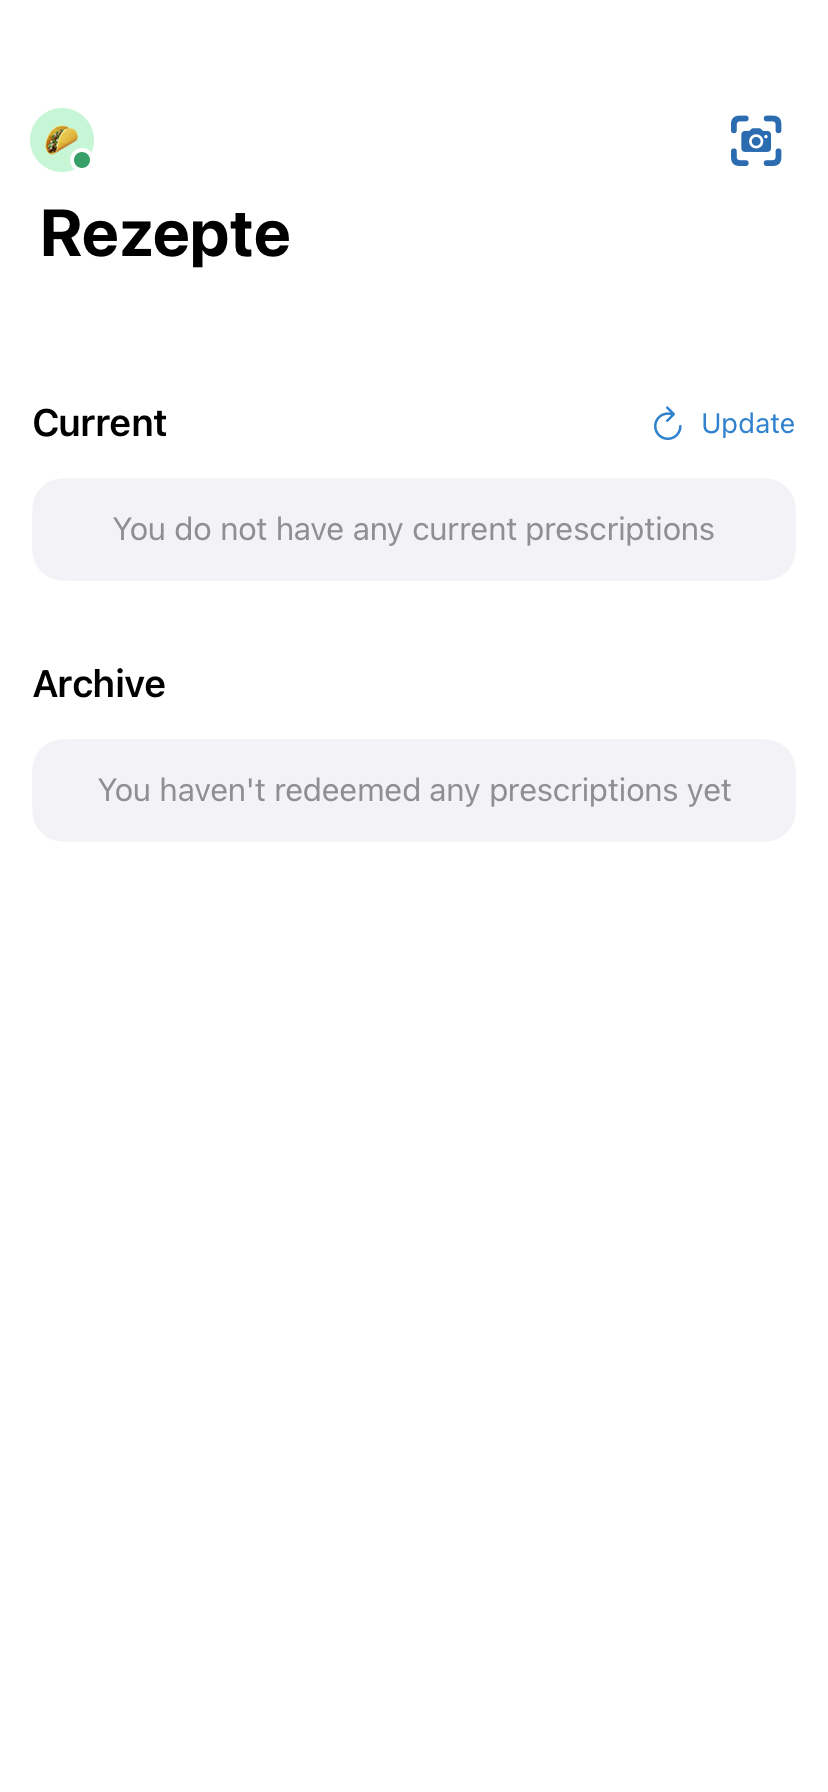 Rezepte
Current
Update
You do not have any current prescriptions
Archive
You haven't redeemed any prescriptions yet